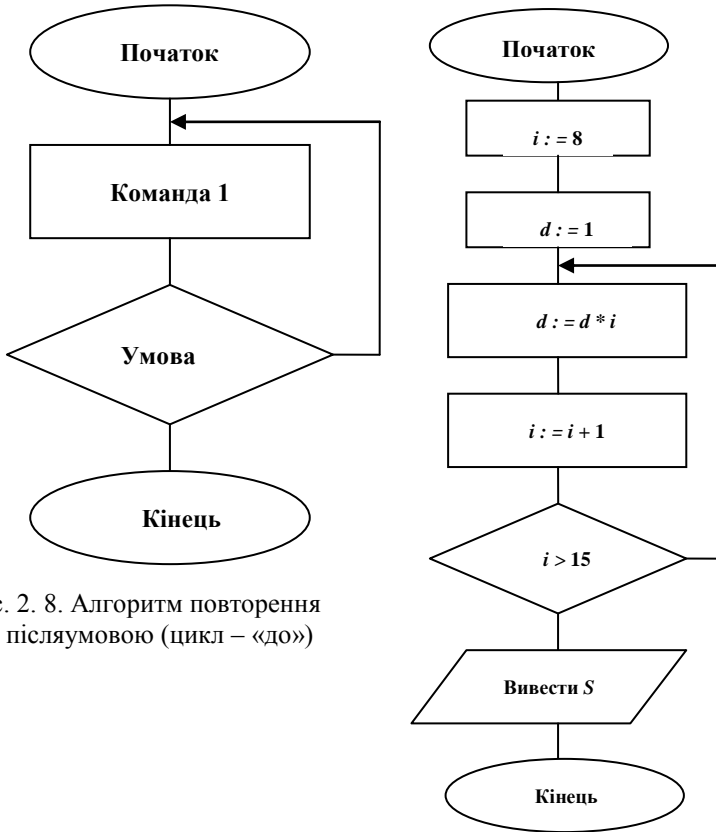 Початок
Команда 1
Умова
Кінець
с. 2. 8. Алгоритм повторення
післяумовою (цикл – «до»)
Початок
i : = 8
d : = 1
d : = d * i
i : = i + 1
i > 15
Вивести S
Кінець